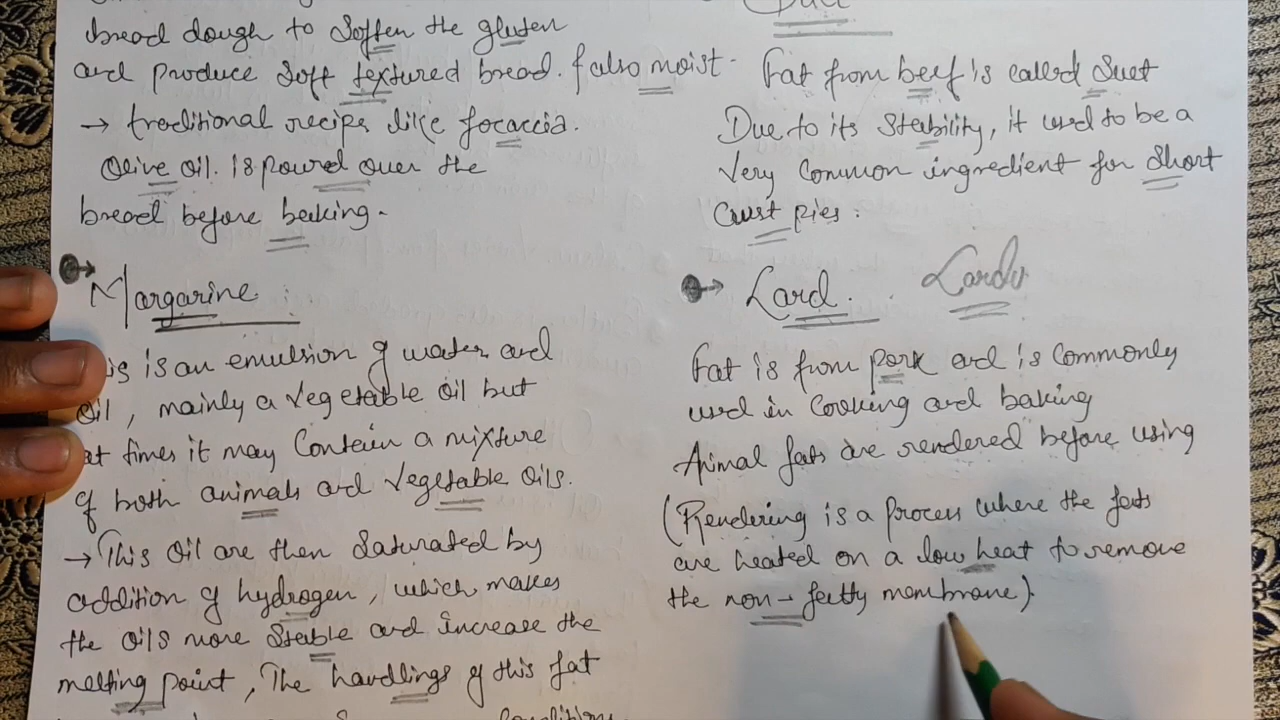 bread dough to soften the gluten
and produce soft textured bread. & also moist.
→ traditional recipe like focaccia.
Olive oil. is poured over the
bread before baking.
Margarine :
is is an emulsion of water and
oil, mainly a vegetable oil but
at times it may contain a mixture
of both animals and vegetable oils.
→ This oil are then saturated by
addition of hydrogen, which makes
the oils more stable and increase the
melting point, The handlings of this fat
conditions
Suet
Fat from beef is called suet
Due to its stability, it used to be a
very common ingredient for short
crust pies.
Lard. Lardo
Fat is from pork and is commonly
used in cooking and baking
Animal fats are rendered before using
(Rendering is a process where the fats
are heated on a low heat to remove
the non-fatty membrane).